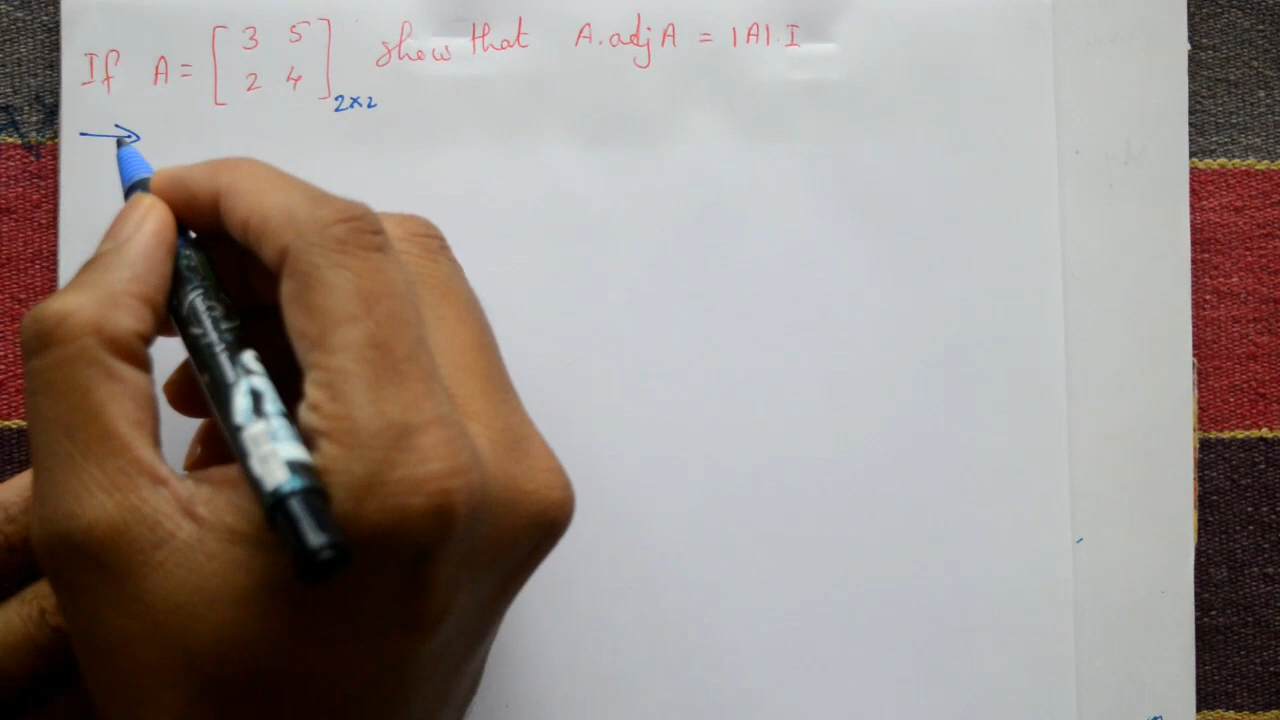 If A = [ 3 5 show that A.adj A = |A|.I
2 4 ] 2×2